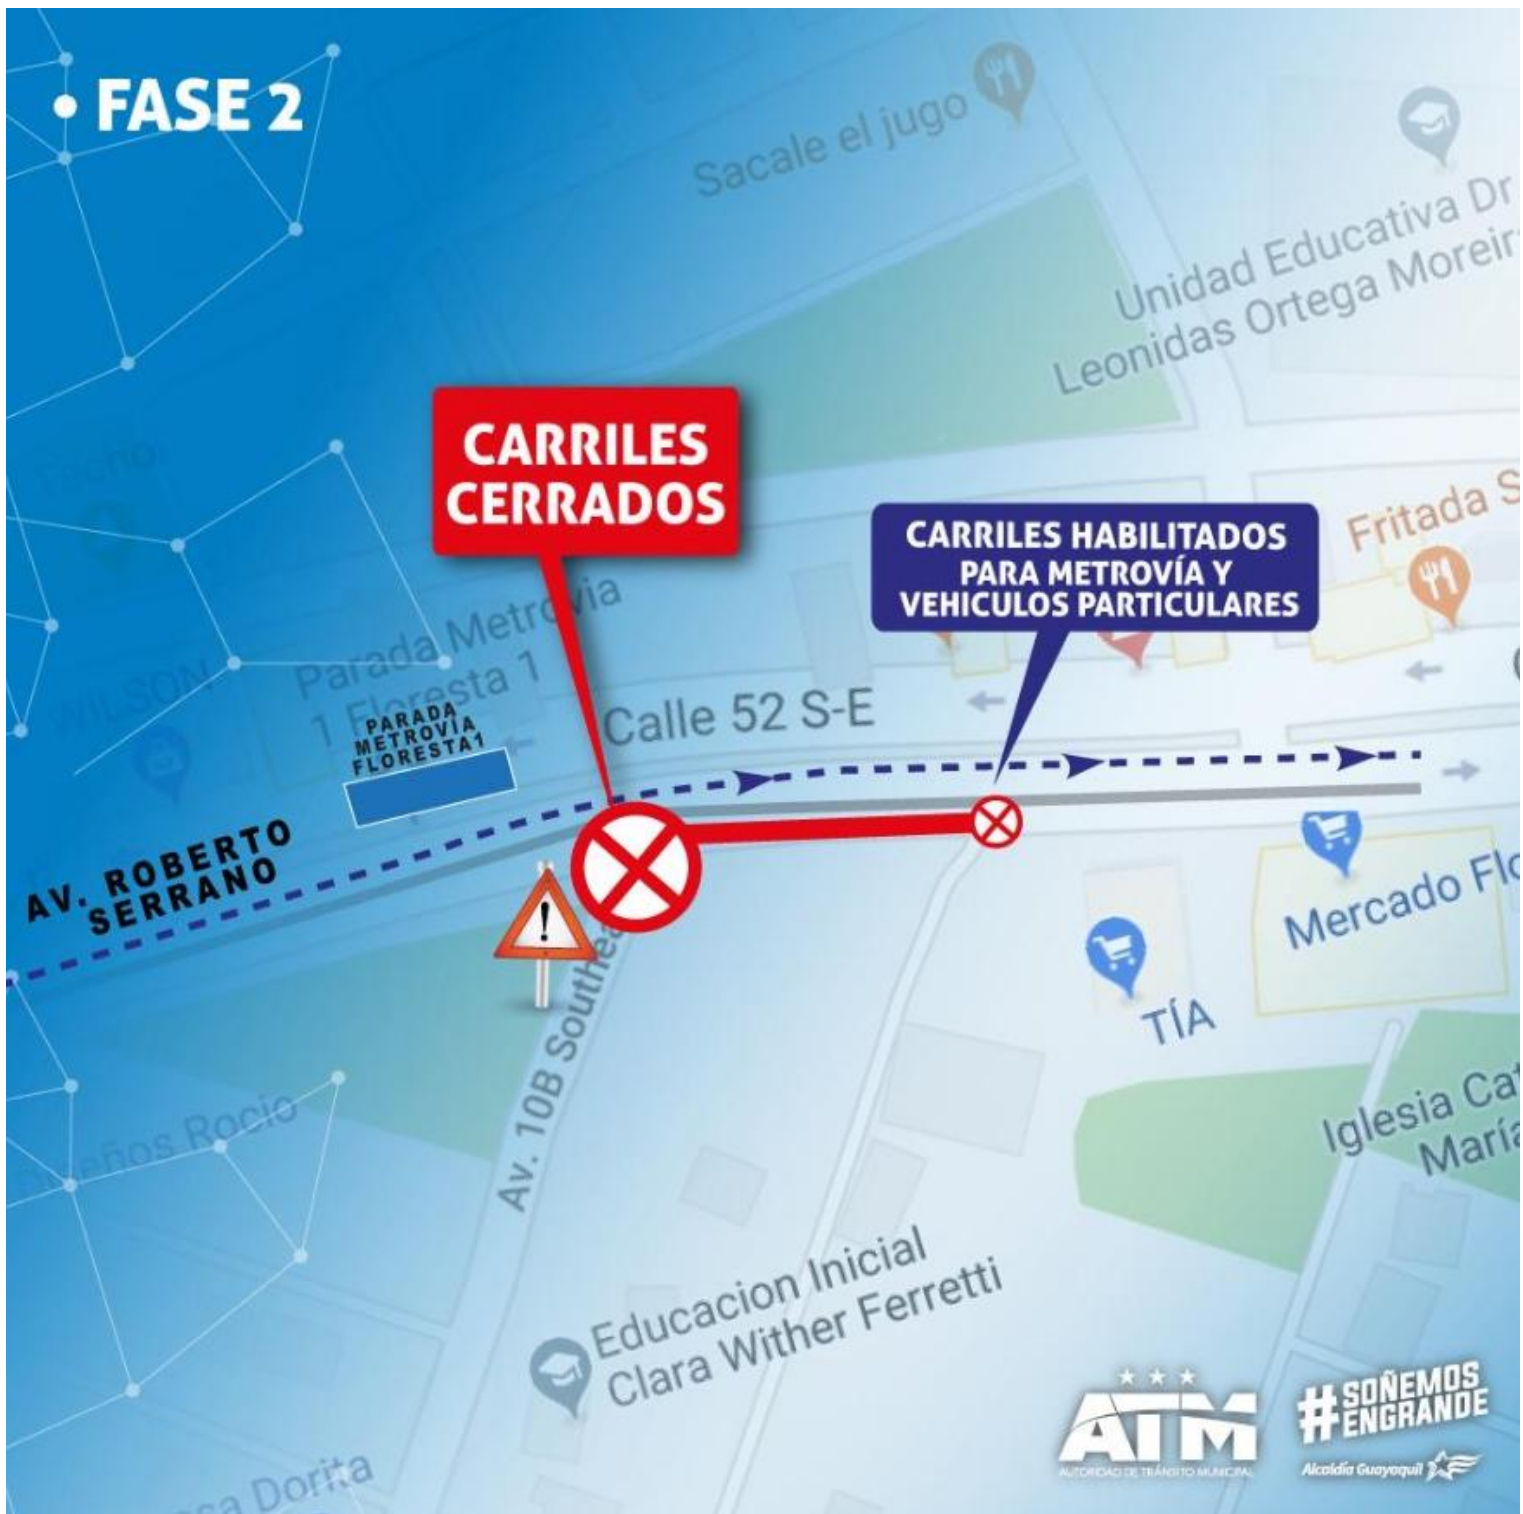 • FASE 2
Sacale el jugo
Unidad Educativa Dr
Leonidas Ortega Moreir
CARRILES
CERRADOS
CARRILES HABILITADOS
PARA METROVÍA Y
VEHICULOS PARTICULARES
Fritada S
WILSON
Parada Metrovia
1 Floresta 1
PARADA
METROVÍA
FLORESTA1
Calle 52 S-E
AV. ROBERTO
SERRANO
Mercado Flo
TÍA
Av. 10B Southea
Iglesia Cat
María
Educacion Inicial
Clara Wither Ferretti
Dorita
ATM
AUTORIDAD DE TRÁNSITO MUNICIPAL
#SOÑEMOS
ENGRANDE
Alcaldía Guayaquil